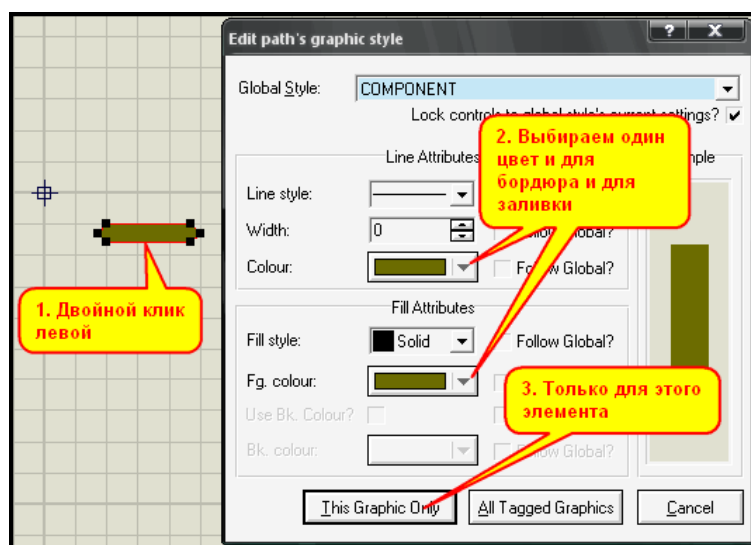 Edit path's graphic style
Global Style: COMPONENT
Lock controls to global style's current settings?
2. Выбираем один
цвет и для
бордюра и для
заливки
Line Attributes
Line style:
Width: 0
Colour: Follow Global?
1. Двойной клик
левой
Fill Attributes
Fill style: Solid Follow Global?
Fg. colour:
3. Только для этого
элемента
Use Bk. Colour?
Bk. colour: Follow Global?
This Graphic Only All Tagged Graphics Cancel